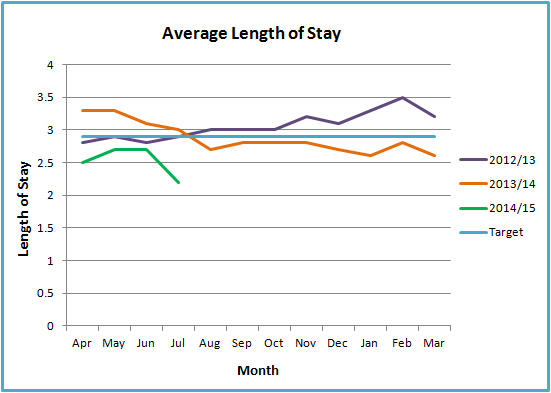 Average Length of Stay
4
3.5
3
2.5
2
1.5
1
0.5
0
Length of Stay
Apr May Jun Jul Aug Sep Oct Nov Dec Jan Feb Mar
Month
2012/13
2013/14
2014/15
Target